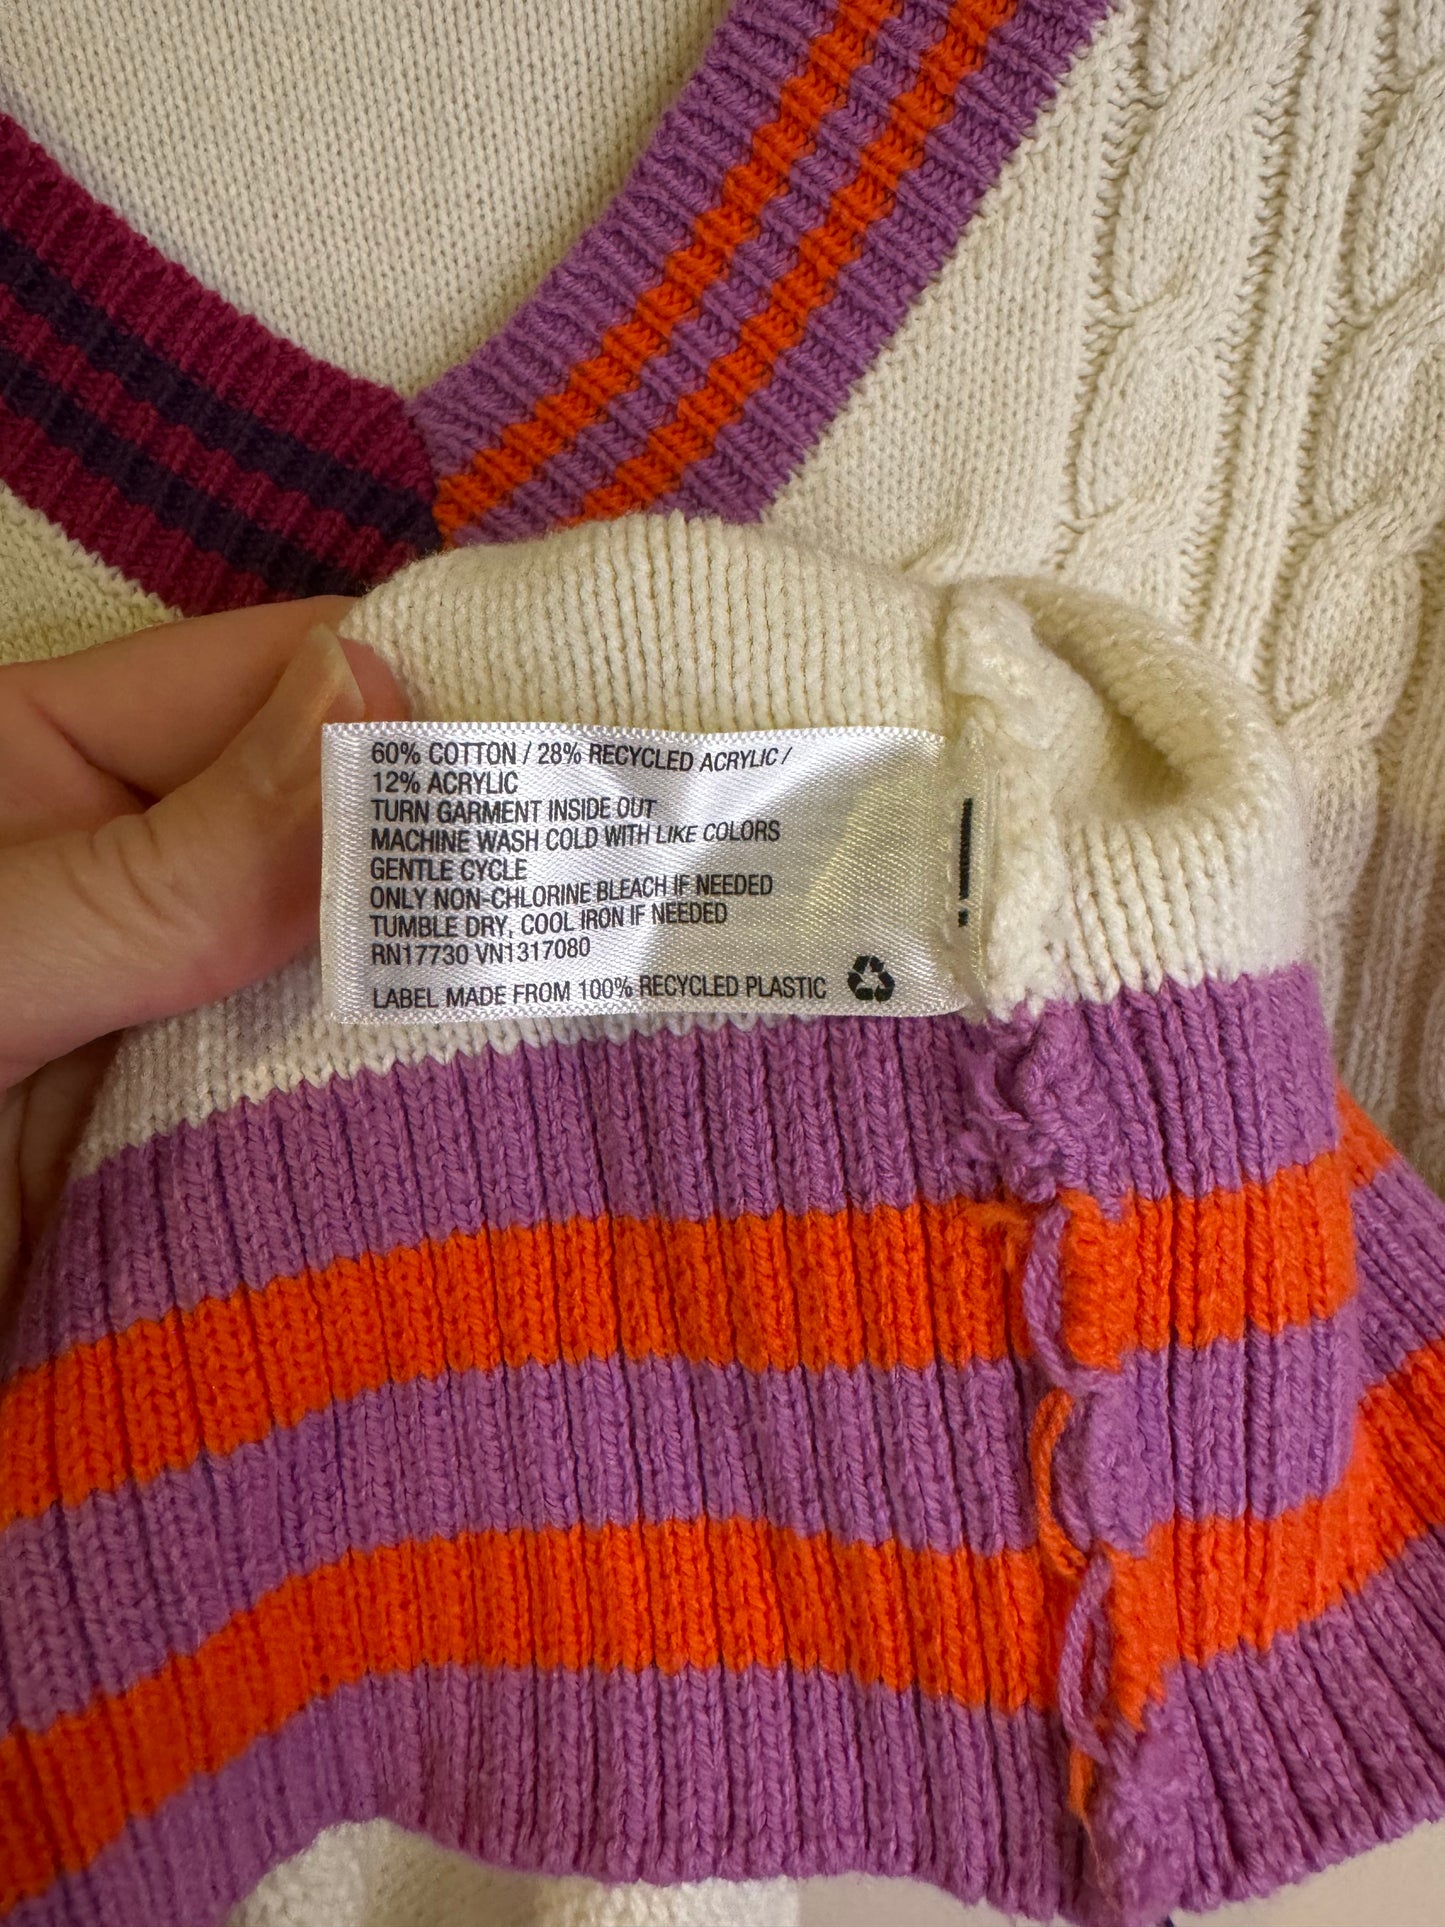 60% COTTON / 28% RECYCLED ACRYLIC /
12% ACRYLIC
TURN GARMENT INSIDE OUT
MACHINE WASH COLD WITH LIKE COLORS
GENTLE CYCLE
ONLY NON-CHLORINE BLEACH IF NEEDED
TUMBLE DRY, COOL IRON IF NEEDED
RN17730 VN1317080
LABEL MADE FROM 100% RECYCLED PLASTIC